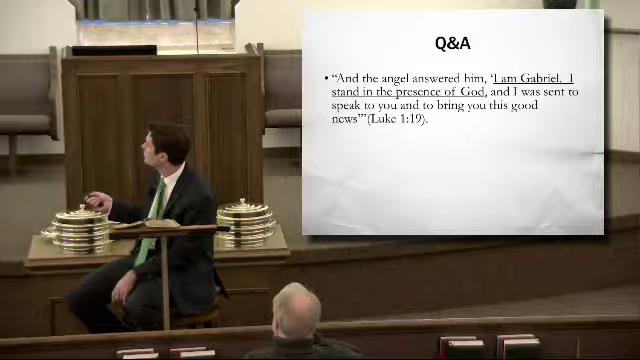 Q&A
• “And the angel answered him, ‘I am Gabriel. I
stand in the presence of God, and I was sent to
speak to you and to bring you this good
news’”(Luke 1:19).